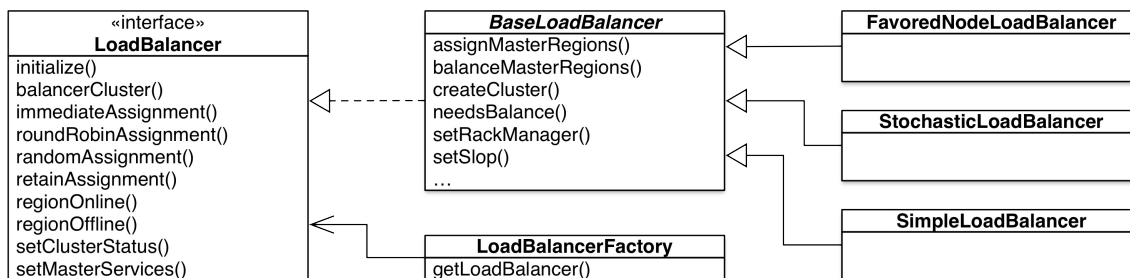 «interface»
LoadBalancer
initialize()
balancerCluster()
immediateAssignment()
roundRobinAssignment()
randomAssignment()
retainAssignment()
regionOnline()
regionOffline()
setClusterStatus()
setMasterServices()
BaseLoadBalancer
assignMasterRegions()
balanceMasterRegions()
createCluster()
needsBalance()
setRackManager()
setSlop()
...
LoadBalancerFactory
getLoadBalancer()
FavoredNodeLoadBalancer
StochasticLoadBalancer
SimpleLoadBalancer